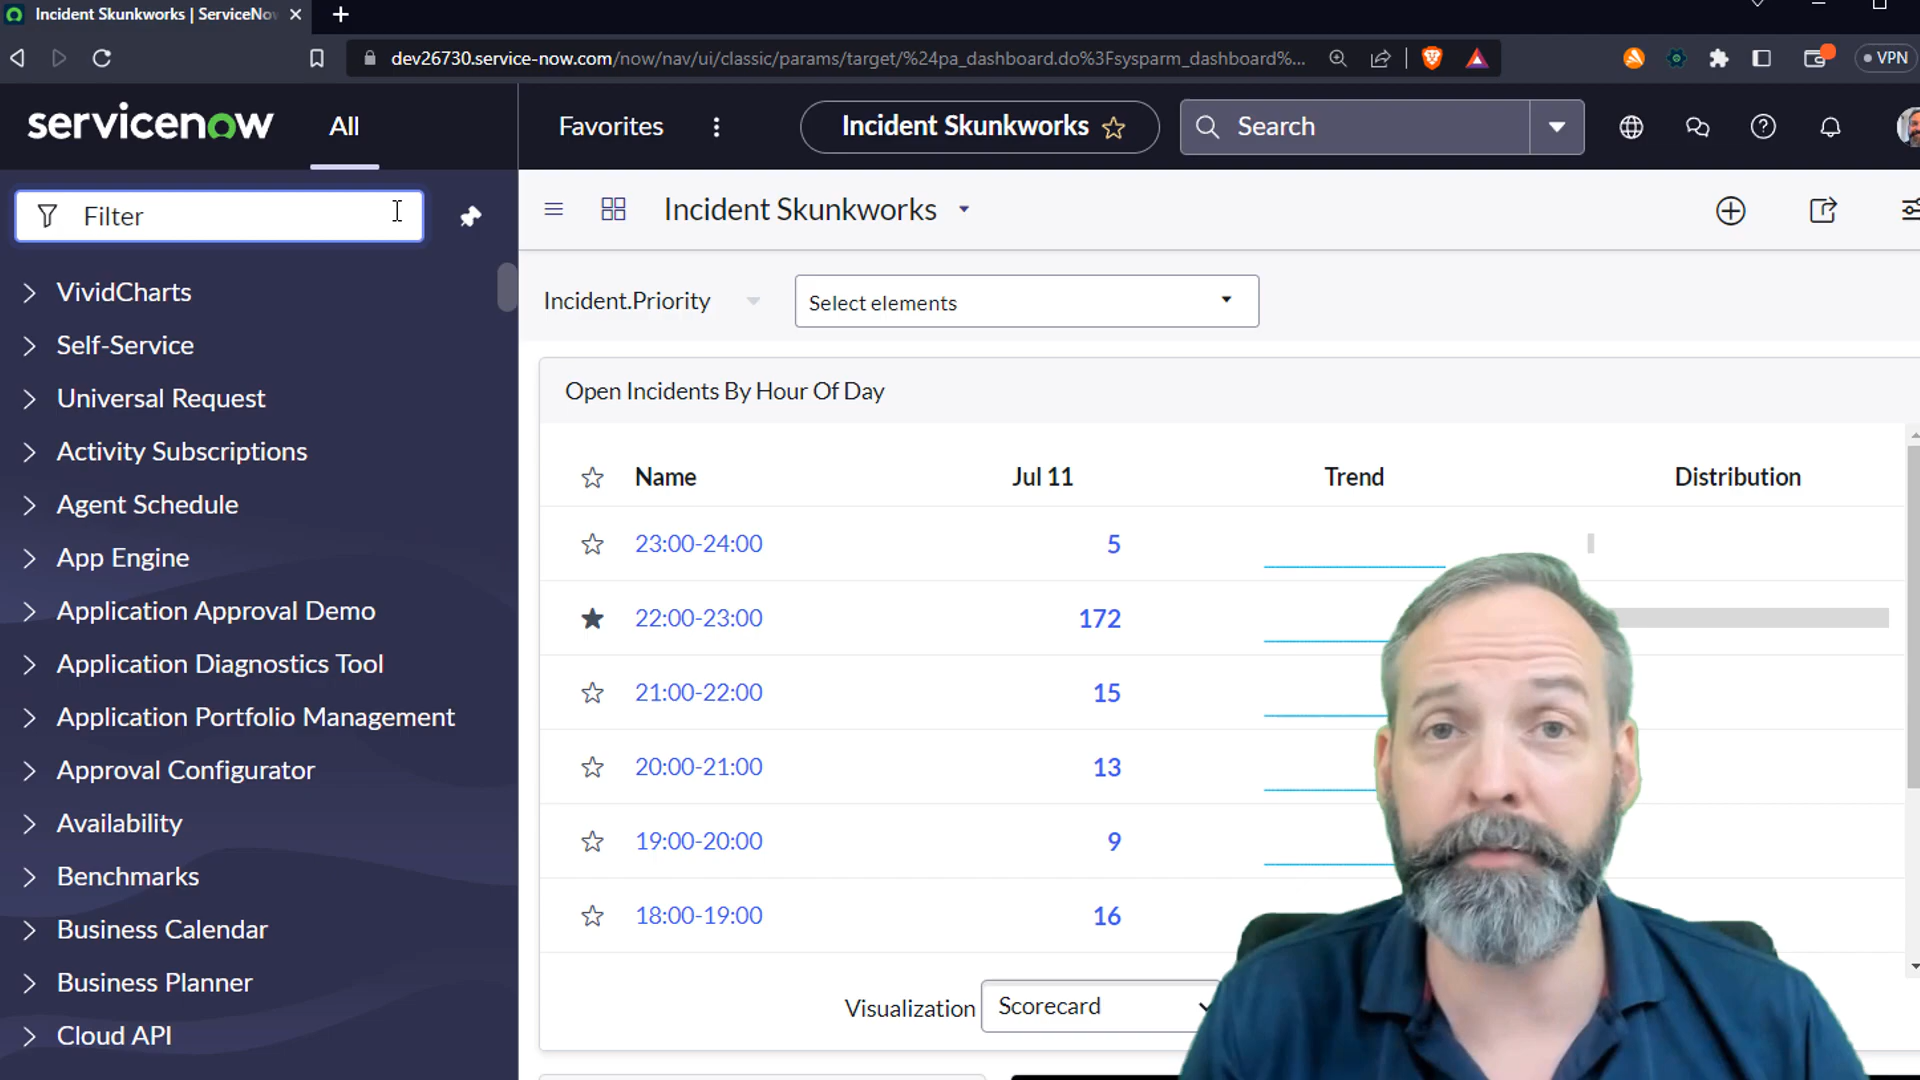 Incident Skunkworks | ServiceNo
dev26730.service-now.com/now/nav/ui/classic/params/target/%24pa_dashboard.do%3Fsysparm_dashboard%...
VPN
servicenow
All
Favorites
Incident Skunkworks
Search
Filter
Incident Skunkworks
VividCharts
Self-Service
Universal Request
Activity Subscriptions
Agent Schedule
App Engine
Application Approval Demo
Application Diagnostics Tool
Application Portfolio Management
Approval Configurator
Availability
Benchmarks
Business Calendar
Business Planner
Cloud API
Incident.Priority
Select elements
Open Incidents By Hour Of Day
Name Jul 11 Trend Distribution
23:00-24:00 5
22:00-23:00 172
21:00-22:00 15
20:00-21:00 13
19:00-20:00 9
18:00-19:00 16
Visualization Scorecard